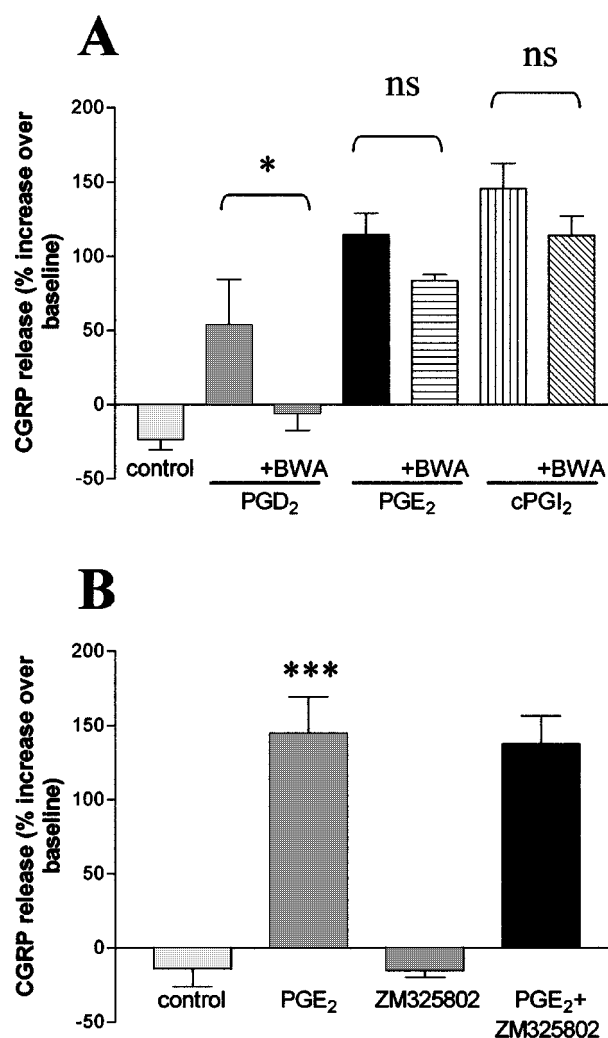 A
ns
ns
*
CGRP release (% increase over
baseline)
200
150
100
50
0
-50
control
+BWA
+BWA
+BWA
PGD₂
PGE₂
cPGI₂
B
***
CGRP release (% increase over
baseline)
200
150
100
50
0
-50
control
PGE₂
ZM325802
PGE₂+
ZM325802